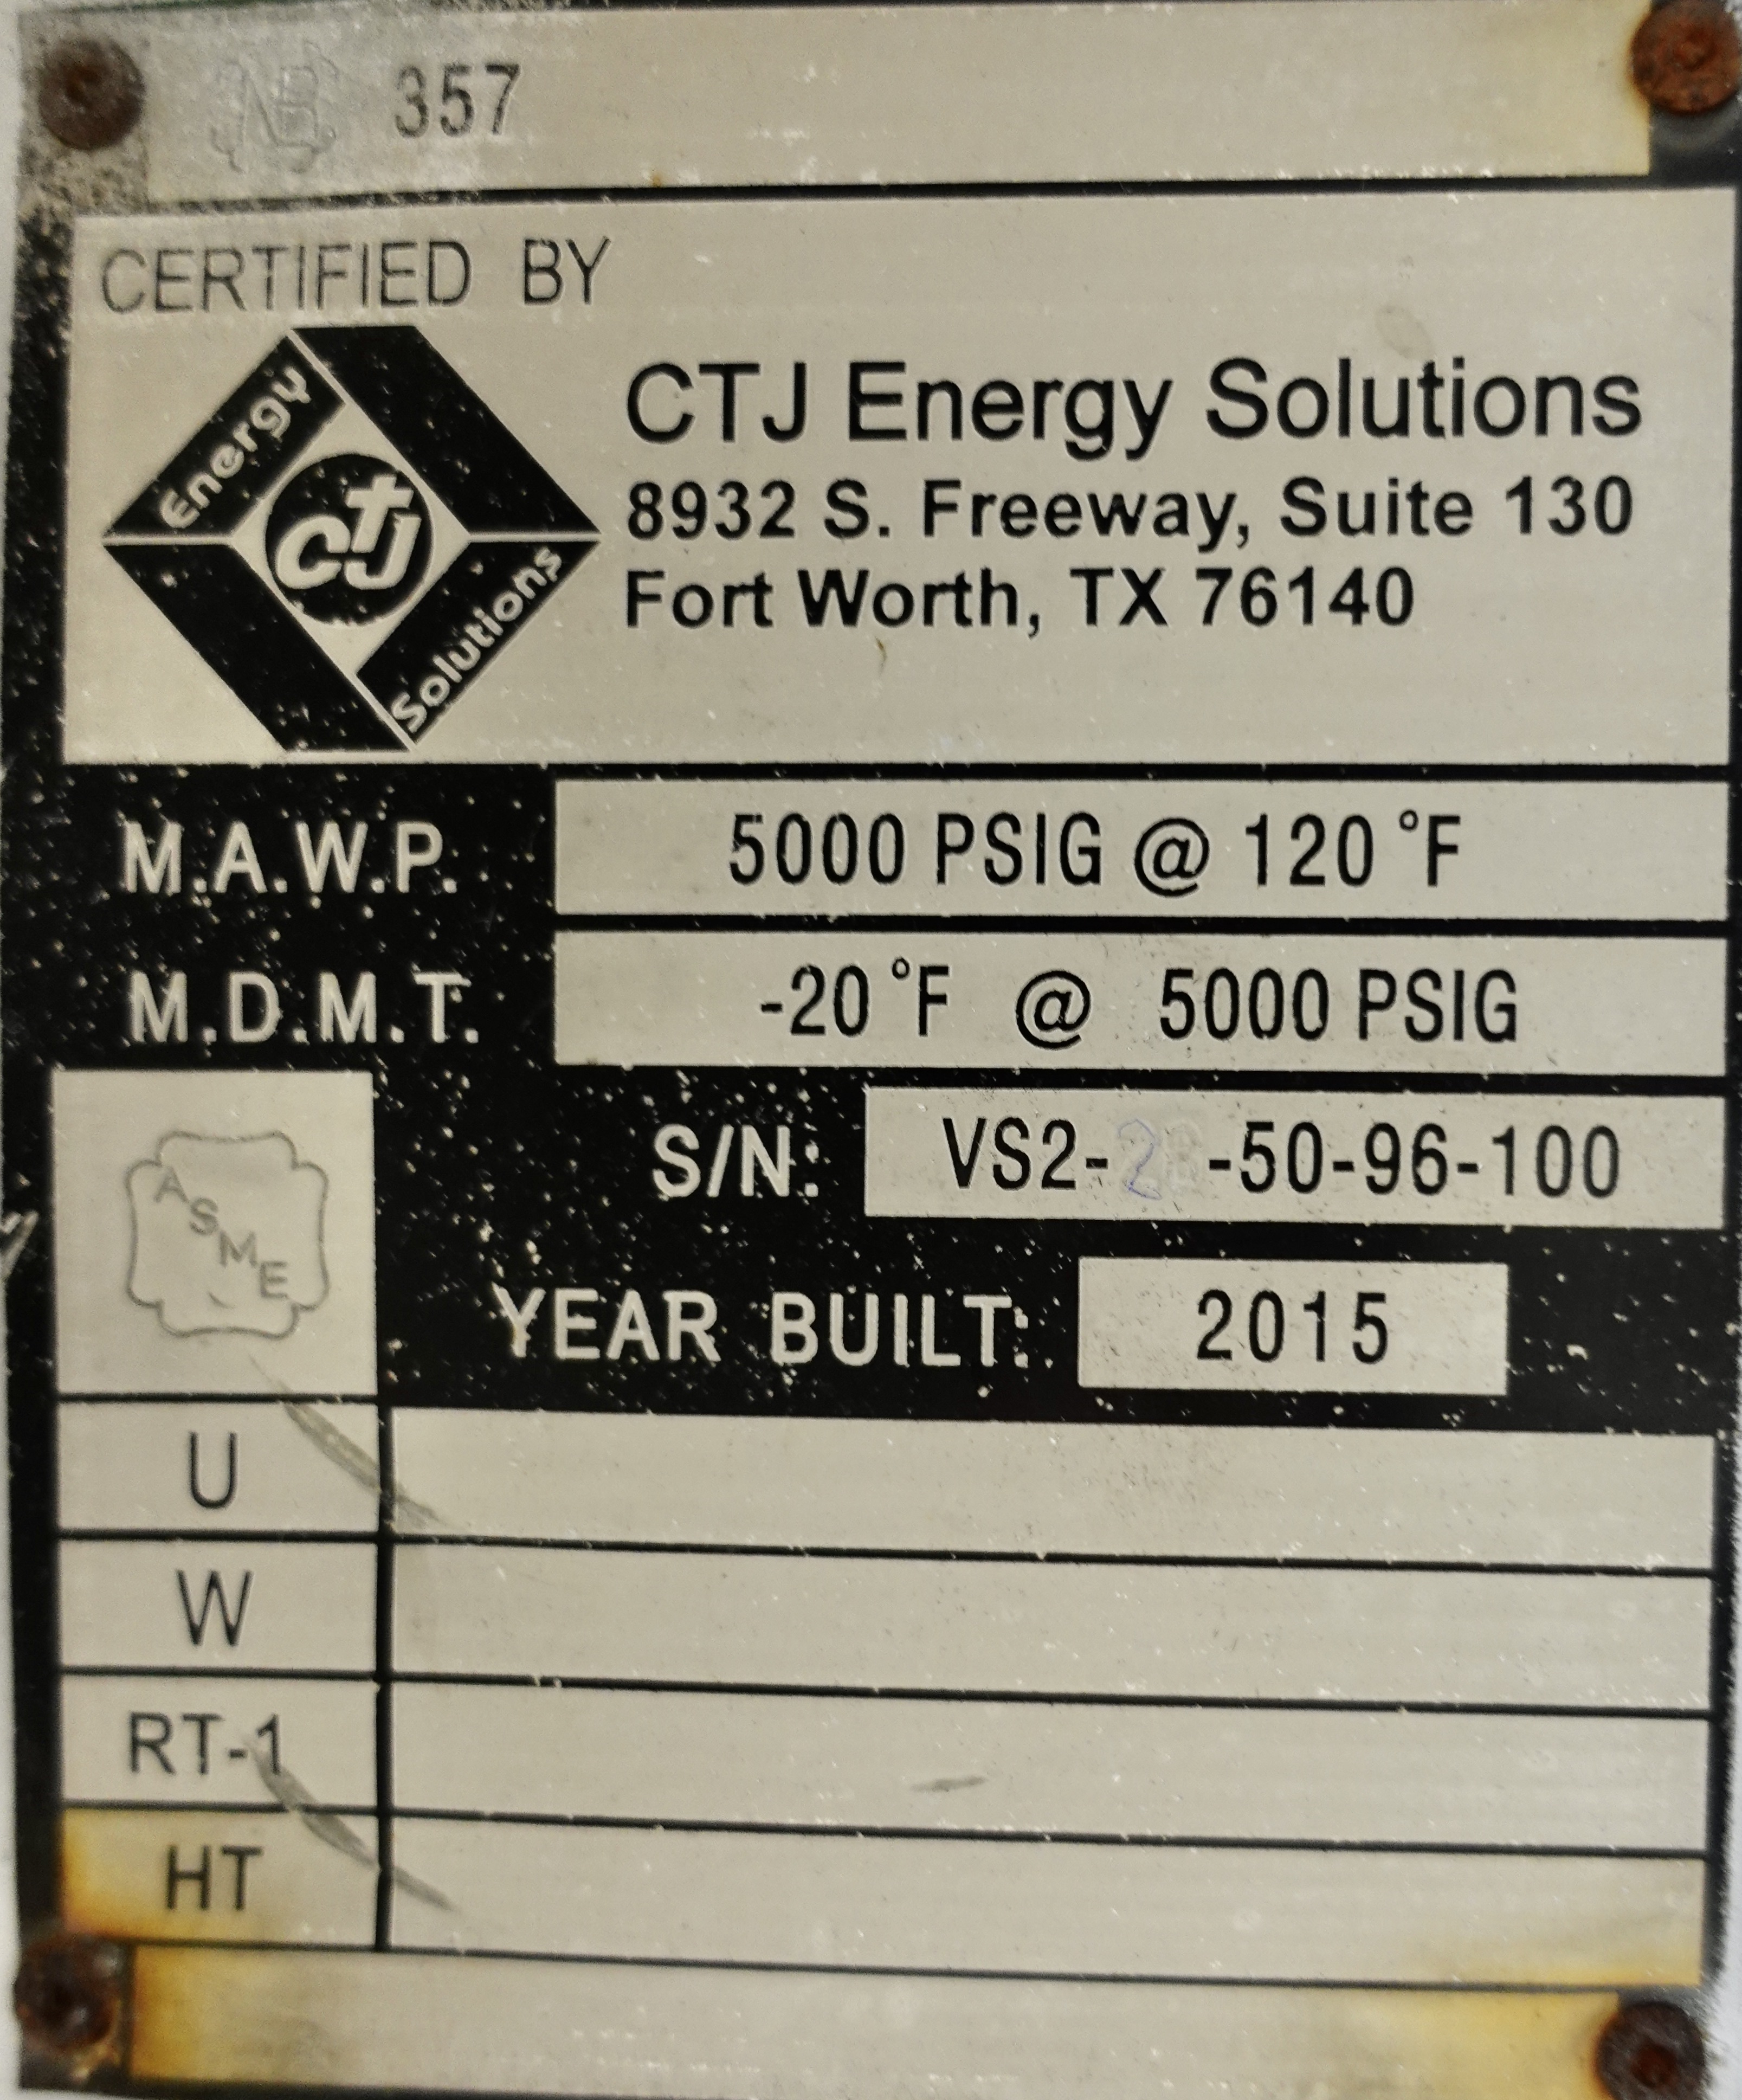 NB 357
CERTIFIED BY
Energy
CTJ
Solutions
CTJ Energy Solutions
8932 S. Freeway, Suite 130
Fort Worth, TX 76140
M.A.W.P. 5000 PSIG @ 120 °F
M.D.M.T. -20 °F @ 5000 PSIG
ASME
S/N: VS2- -50-96-100
YEAR BUILT: 2015
U
W
RT-1
HT